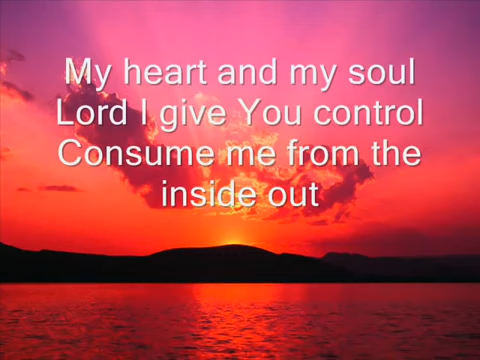 My heart and my soul
Lord I give You control
Consume me from the
inside out